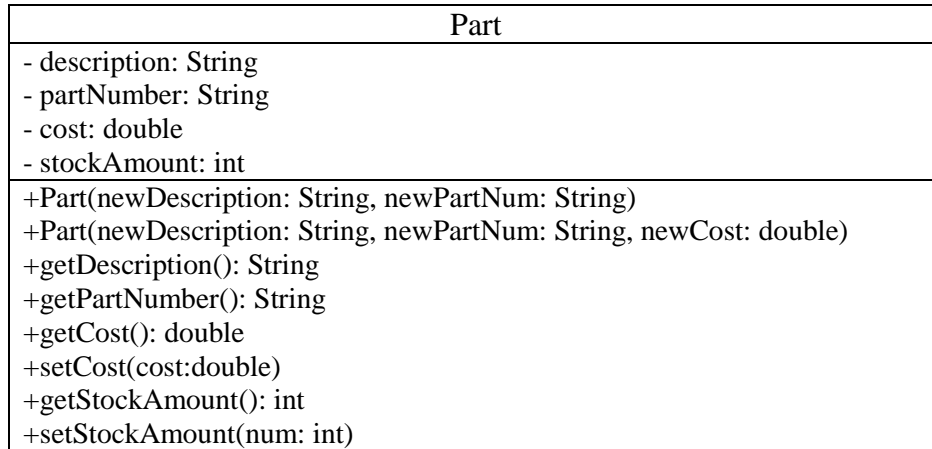 Part
- description: String
- partNumber: String
- cost: double
- stockAmount: int
+Part(newDescription: String, newPartNum: String)
+Part(newDescription: String, newPartNum: String, newCost: double)
+getDescription(): String
+getPartNumber(): String
+getCost(): double
+setCost(cost:double)
+getStockAmount(): int
+setStockAmount(num: int)